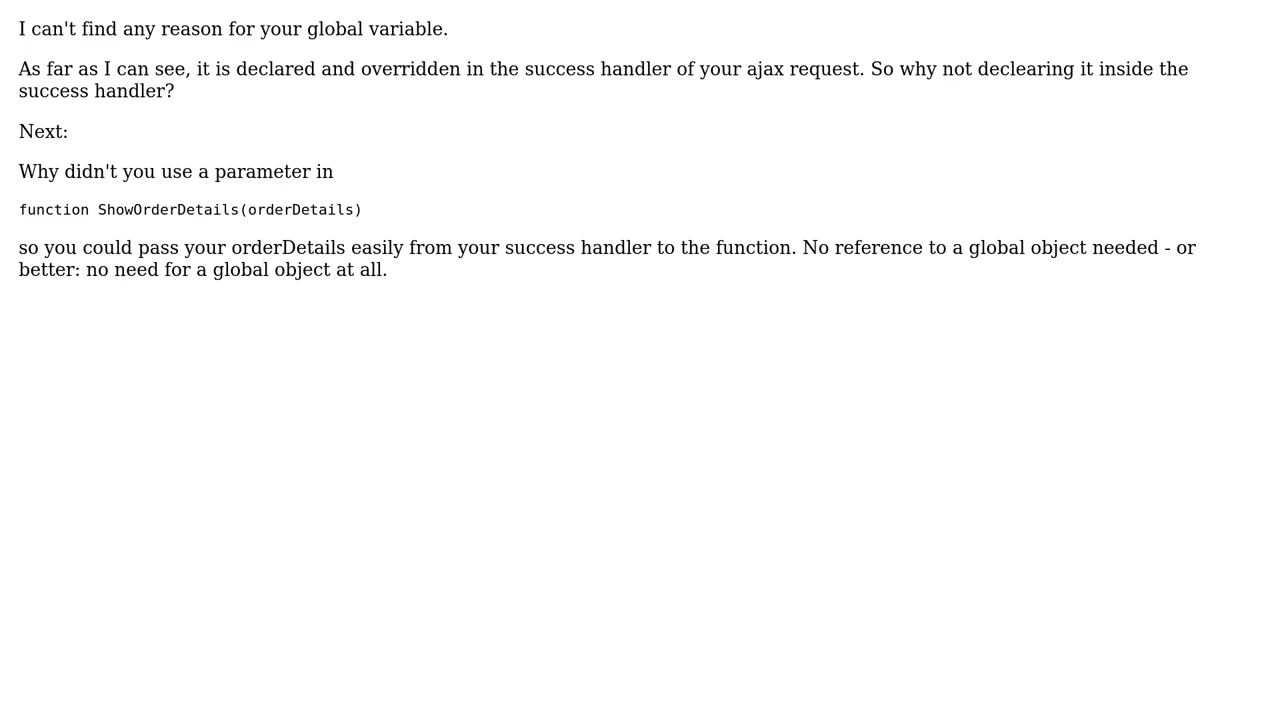 I can't find any reason for your global variable.
As far as I can see, it is declared and overridden in the success handler of your ajax request. So why not declearing it inside the
success handler?
Next:
Why didn't you use a parameter in
function ShowOrderDetails(orderDetails)
so you could pass your orderDetails easily from your success handler to the function. No reference to a global object needed - or
better: no need for a global object at all.